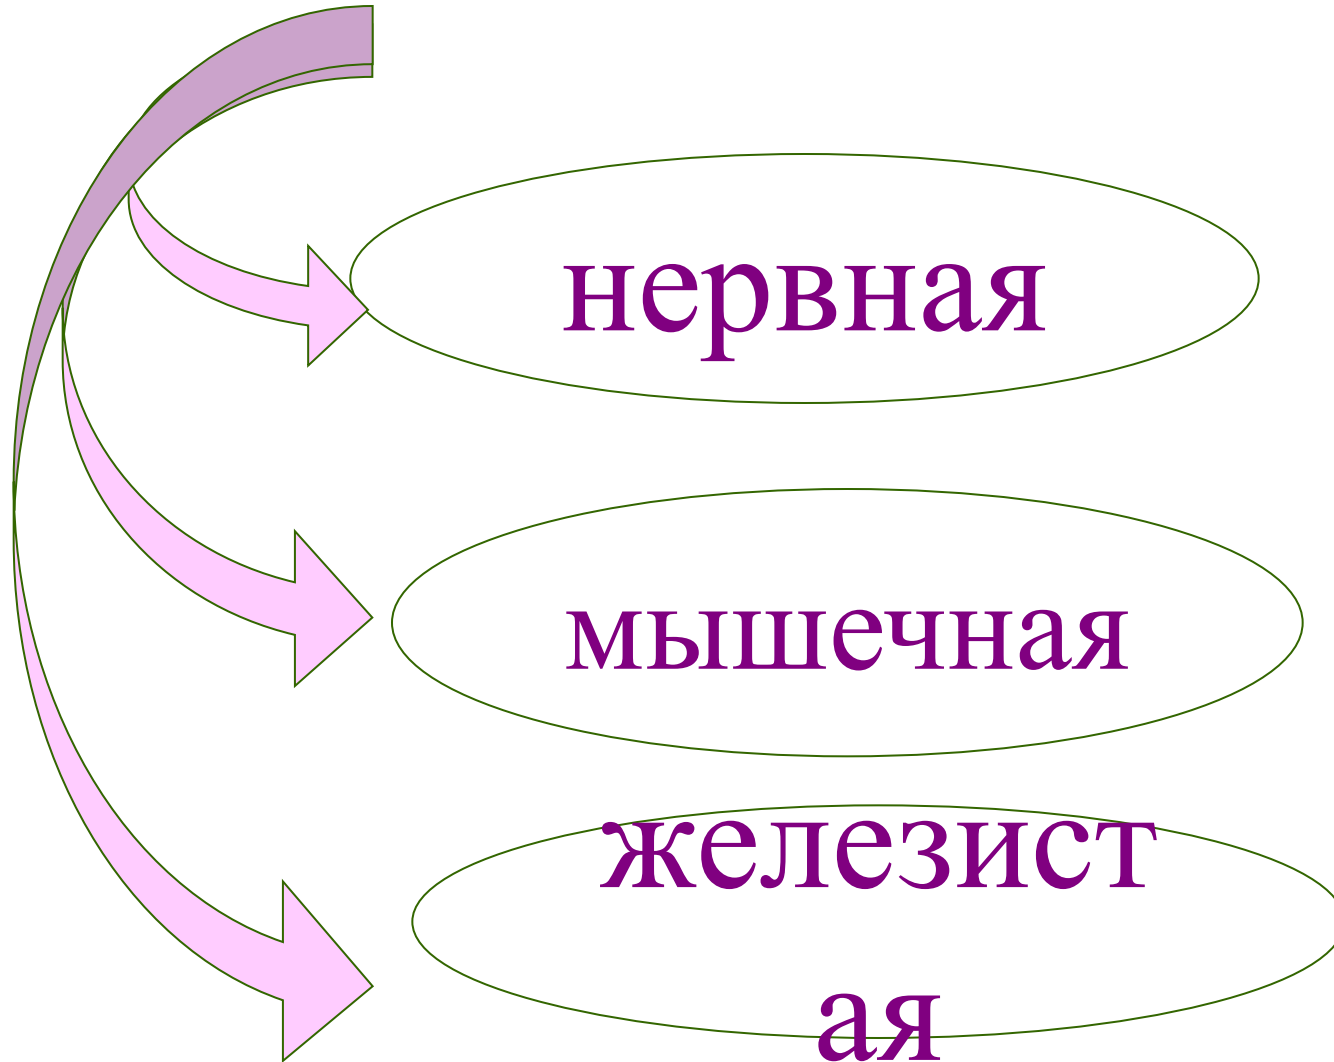 нервная
мышечная
железист
ая